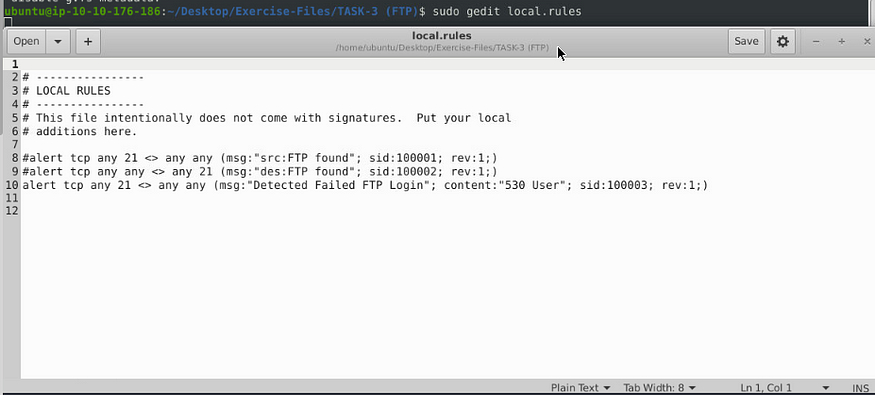 ubuntu@ip-10-10-176-186:~/Desktop/Exercise-Files/TASK-3 (FTP)$ sudo gedit local.rules
Open
local.rules
/home/ubuntu/Desktop/Exercise-Files/TASK-3 (FTP)
Save
1
2 # ----------------
3 # LOCAL RULES
4 # ----------------
5 # This file intentionally does not come with signatures.  Put your local
6 # additions here.
7
8 #alert tcp any 21 <> any any (msg:"src:FTP found"; sid:100001; rev:1;)
9 #alert tcp any any <> any 21 (msg:"des:FTP found"; sid:100002; rev:1;)
10 alert tcp any 21 <> any any (msg:"Detected Failed FTP Login"; content:"530 User"; sid:100003; rev:1;)
11
12
Plain Text Tab Width: 8 Ln 1, Col 1 INS